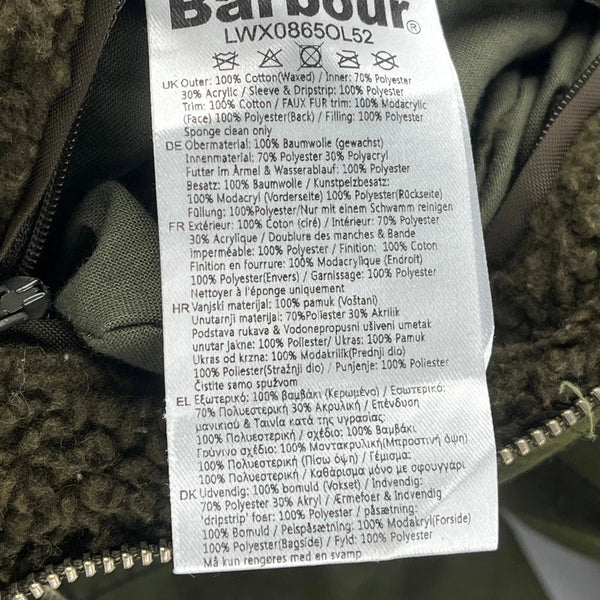 Barbour®
LWX0865OL52
UK Outer: 100% Cotton(Waxed) / Inner: 70% Polyester
30% Acrylic / Sleeve & Dripstrip: 100% Polyester
Trim: 100% Cotton / FAUX FUR trim: 100% Modacrylic
(Face) 100% Polyester(Back) / Filling: 100% Polyester
Sponge clean only
DE Obermaterial: 100% Baumwolle (gewachst)
Innenmaterial: 70% Polyester 30% Polyacryl
Futter im Ärmel & Wasserablauf: 100% Polyester
Besatz: 100% Baumwolle / Kunstpelzbesatz:
100% Modacryl (Vorderseite) 100% Polyester(Rückseite)
Füllung: 100%Polyester/Nur mit einem Schwamm reinigen
FR Extérieur: 100% Coton (ciré) / Intérieur: 70% Polyester
30% Acrylique / Doublure des manches & Bande
imperméable: 100% Polyester / Finition: 100% Coton
Finition en fourrure: 100% Modacrylique (Endroit)
100% Polyester(Envers) / Garnissage: 100% Polyester
Nettoyer à l'éponge uniquement
HR Vanjski materijal: 100% pamuk (Voštani)
Unutarnji materijal: 70%Poliester 30% Akrilik
Podstava rukava & Vodonepropusni ušiveni umetak
unutar jakne: 100% Poliester/ Ukras: 100% Pamuk
Ukras od krzna: 100% Modakrilik(Prednji dio)
100% Poliester(Stražnji dio) / Punjenje: 100% Poliester
Čistite samo spužvom
EL Εξωτερικό: 100% βαμβάκι (Κερωμένο) / Εσωτερικό:
70% Πολυεστερική 30% Ακρυλική / Επένδυση
μανικιού & Ταινία κατά της υγρασίας:
100% Πολυεστερική / σχέδιο: 100% Βαμβάκι
Γούνινο σχέδιο 100% Μοντακρυλική(Μπροστινή όψη)
100% Πολυεστερική (Πίσω όψη) / Γέμισμα:
100% Πολυεστερική / Καθάρισμα μόνο με σφουγγάρι
DK Udvendig: 100% bomuld (Vokset) / Indvendig:
70% Polyester 30% Akryl / Ærmefoer & Indvendig
'dripstrip' foer: 100% Polyester / påsætning:
100% Bomuld / Pelspåsætning: 100% Modakryl(Forside)
100% Polyester(Bagside) / Fyld: 100% Polyester
Må kun rengøres med en svamp